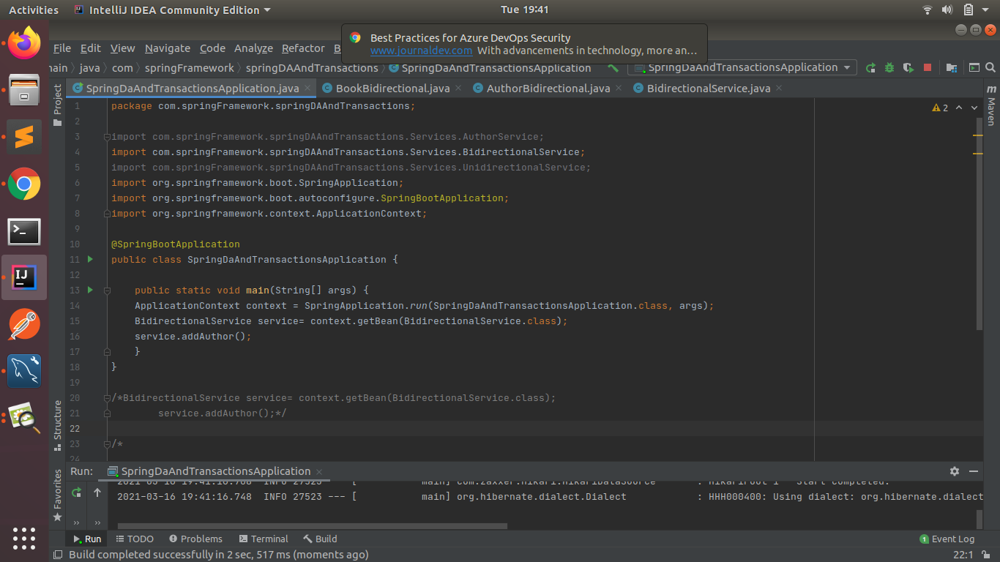 Activities IntelliJ IDEA Community Edition Tue 19:41
Best Practices for Azure DevOps Security
www.journaldev.com With advancements in technology, more an…
File Edit View Navigate Code Analyze Refactor B
main java com springFramework springDAAndTransactions SpringDaAndTransactionsApplication SpringDaAndTransactionsApplication
SpringDaAndTransactionsApplication.java BookBidirectional.java AuthorBidirectional.java BidirectionalService.java
Project
Structure
Favorites
Maven
2
1 package com.springFramework.springDAAndTransactions;
2
3 import com.springFramework.springDAAndTransactions.Services.AuthorService;
4 import com.springFramework.springDAAndTransactions.Services.BidirectionalService;
5 import com.springFramework.springDAAndTransactions.Services.UnidirectionalService;
6 import org.springframework.boot.SpringApplication;
7 import org.springframework.boot.autoconfigure.SpringBootApplication;
8 import org.springframework.context.ApplicationContext;
9
10 @SpringBootApplication
11 public class SpringDaAndTransactionsApplication {
12
13 public static void main(String[] args) {
14 ApplicationContext context = SpringApplication.run(SpringDaAndTransactionsApplication.class, args);
15 BidirectionalService service= context.getBean(BidirectionalService.class);
16 service.addAuthor();
17 }
18 }
19
20 /*BidirectionalService service= context.getBean(BidirectionalService.class);
21 service.addAuthor();*/
22
23 /*
24
Run: SpringDaAndTransactionsApplication
2021-03-16 19:41:16.708 INFO 27523 --- [ main] com.zaxxer.hikari.HikariDataSource : HikariPool-1 - Start completed.
2021-03-16 19:41:16.748 INFO 27523 --- [ main] org.hibernate.dialect.Dialect : HHH000400: Using dialect: org.hibernate.dialect
Run TODO Problems Terminal Build 1 Event Log
Build completed successfully in 2 sec, 517 ms (moments ago) 22:1